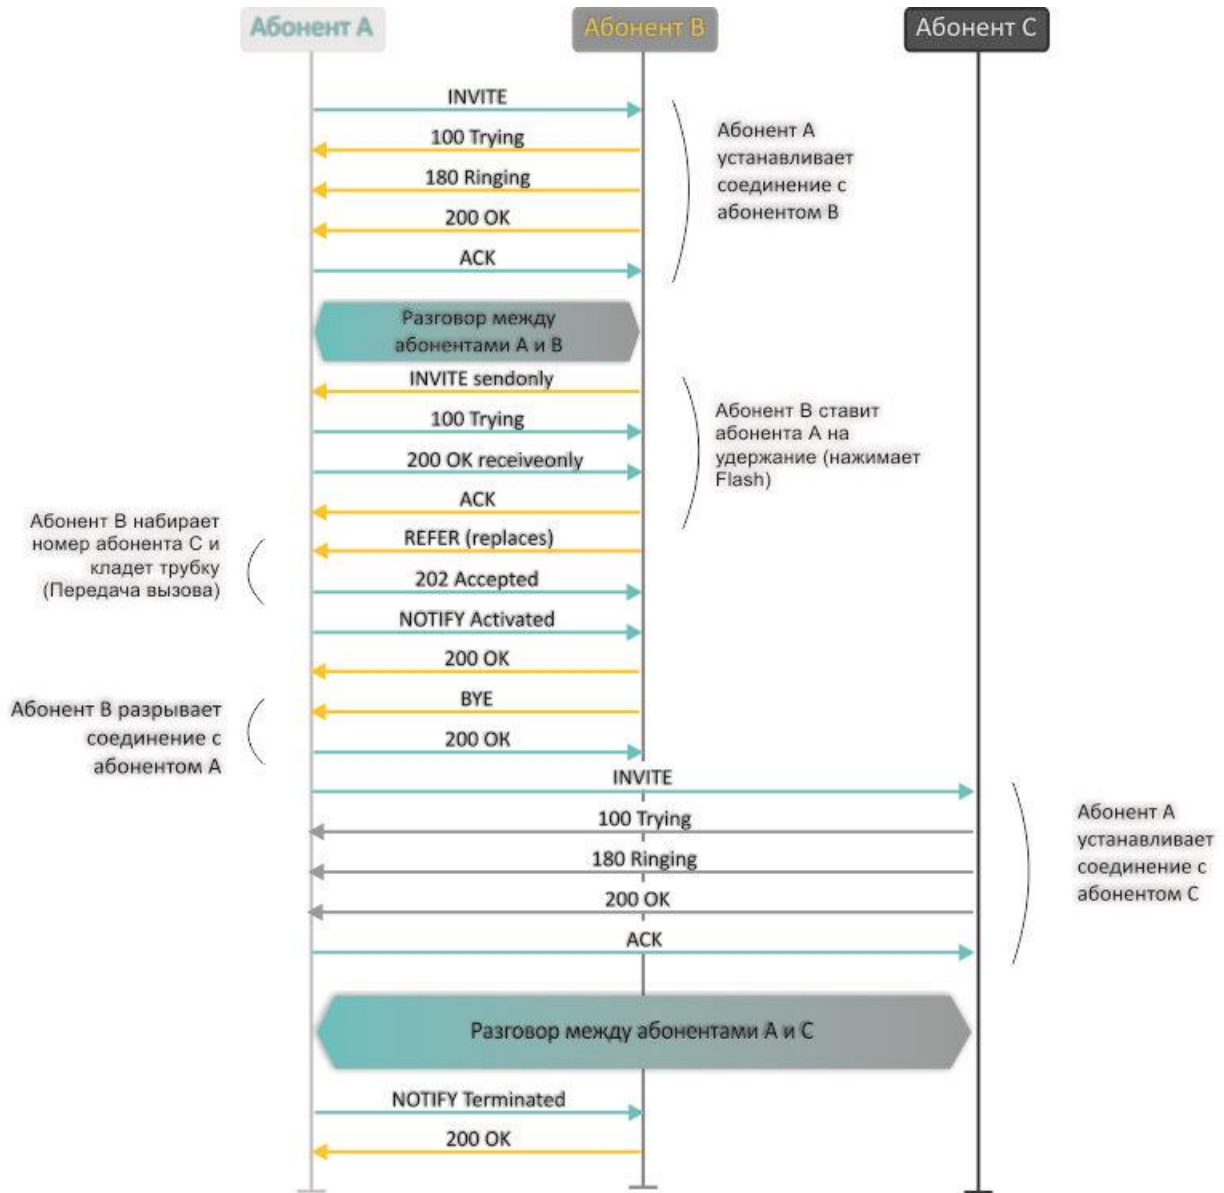 Абонент А
Абонент В
Абонент С
INVITE
100 Trying
180 Ringing
200 OK
ACK
Абонент А
устанавливает
соединение с
абонентом В
Разговор между
абонентами А и В
INVITE sendonly
100 Trying
200 OK receiveonly
ACK
Абонент В ставит
абонента А на
удержание (нажимает
Flash)
Абонент В набирает
номер абонента С и
кладет трубку
(Передача вызова)
REFER (replaces)
202 Accepted
NOTIFY Activated
200 OK
Абонент В разрывает
соединение с
абонентом А
BYE
200 OK
INVITE
100 Trying
180 Ringing
200 OK
ACK
Абонент А
устанавливает
соединение с
абонентом С
Разговор между абонентами А и С
NOTIFY Terminated
200 OK